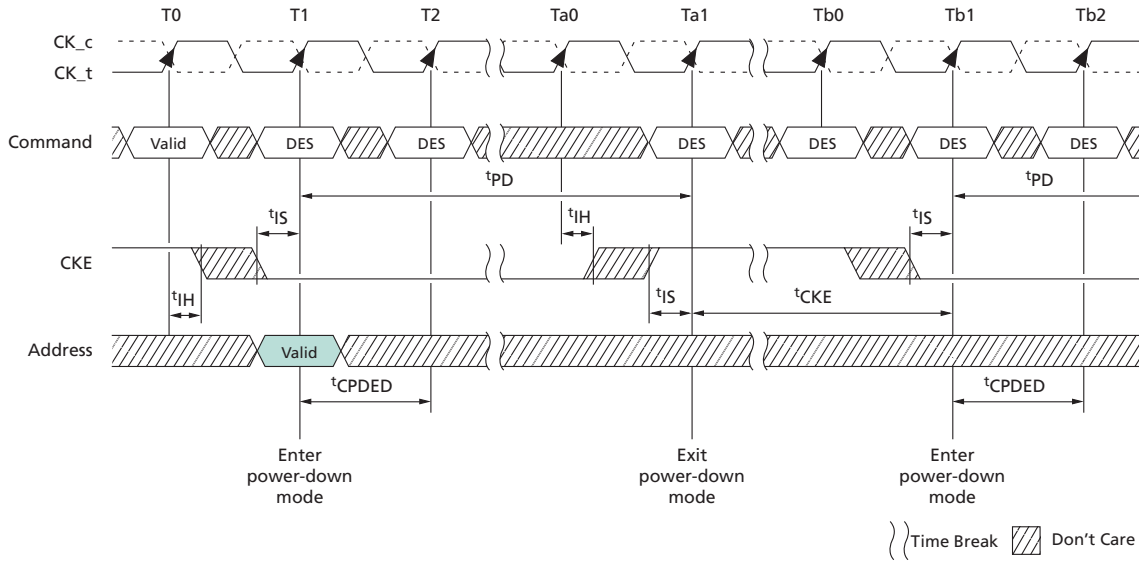 T0 T1 T2 Ta0 Ta1 Tb0 Tb1 Tb2
CK_c
CK_t
Command Valid DES DES DES DES DES DES
tPD tPD
tIS tIH tIS
CKE
tIH tIS tCKE
Address Valid
tCPDED tCPDED
Enter power-down mode
Exit power-down mode
Enter power-down mode
Time Break Don't Care